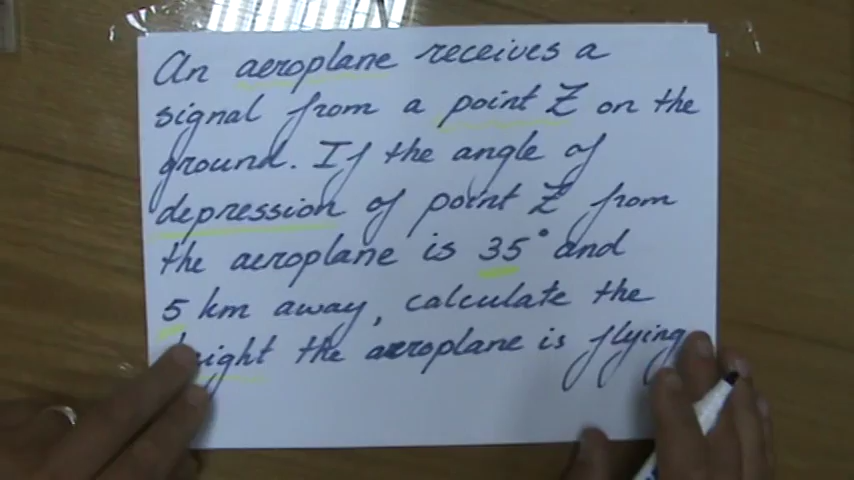 An aeroplane receives a
signal from a point Z on the
ground. If the angle of
depression of point Z from
the aeroplane is 35° and
5 km away, calculate the
height the aeroplane is flying